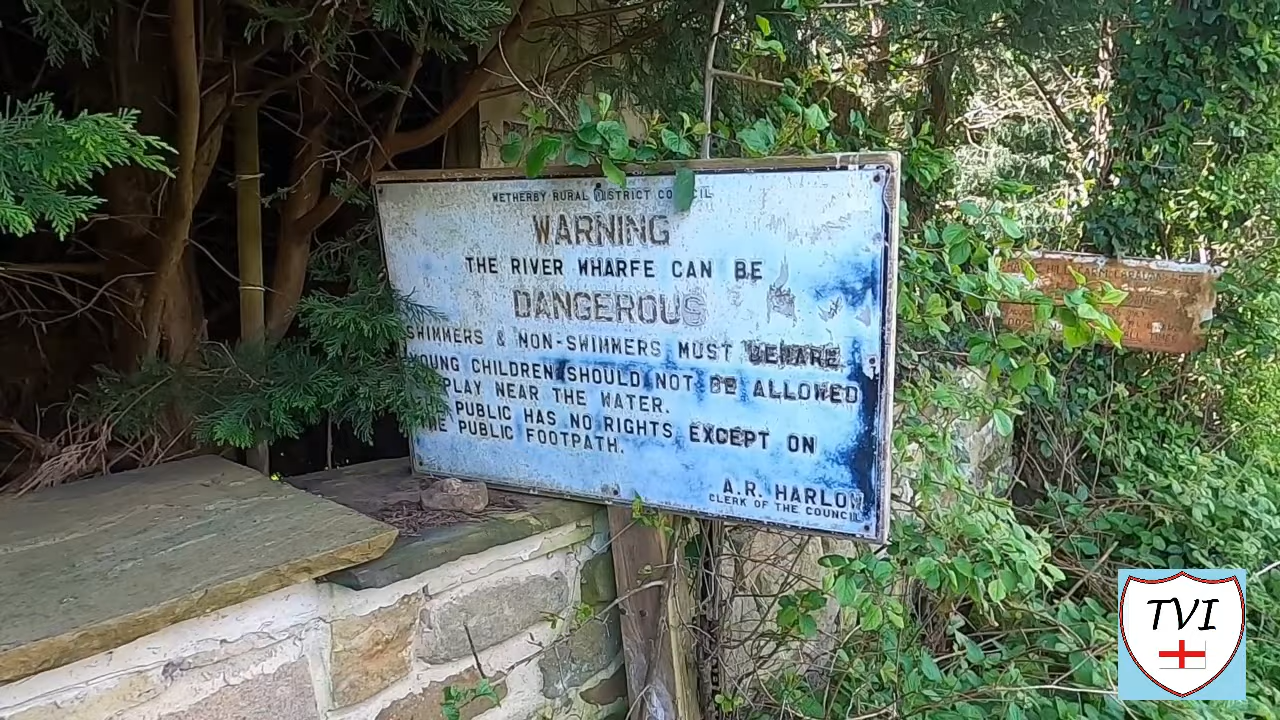 WETHERBY RURAL DISTRICT COUNCIL
WARNING
THE RIVER WHARFE CAN BE
DANGEROUS
SWIMMERS & NON-SWIMMERS MUST BEWARE
YOUNG CHILDREN SHOULD NOT BE ALLOWED
PLAY NEAR THE WATER.
PUBLIC HAS NO RIGHTS EXCEPT ON
THE PUBLIC FOOTPATH.
A.R. HARLOW
CLERK OF THE COUNCIL
TVI